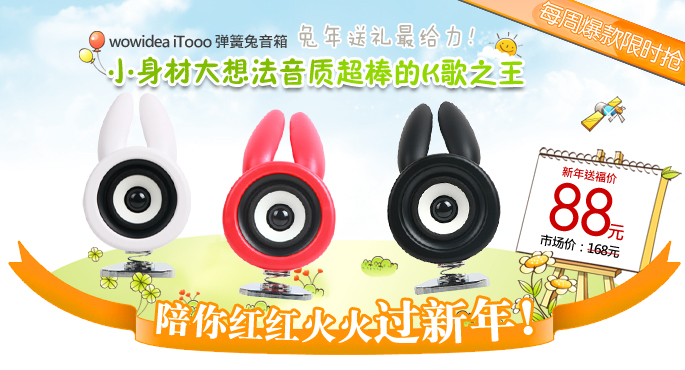 wowidea iTooo 弹簧兔音箱 兔年送礼最给力!
小身材大想法音质超棒的K歌之王
每周爆款限时抢
新年送福价
88元
市场价：168元
陪你红红火火过新年!